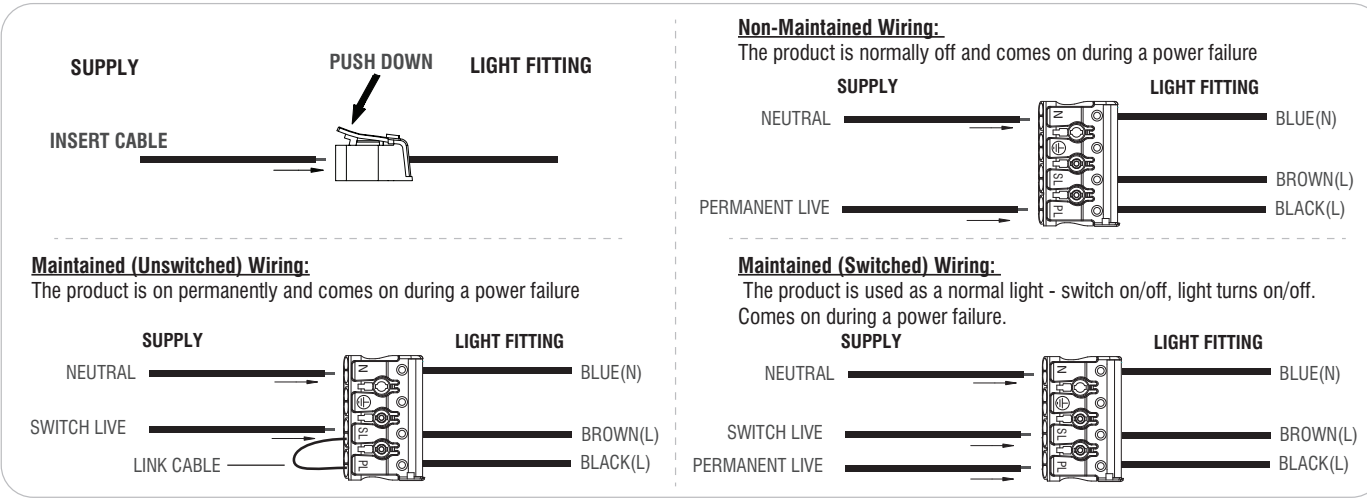 SUPPLY
PUSH DOWN
LIGHT FITTING
INSERT CABLE
Non-Maintained Wiring:
The product is normally off and comes on during a power failure
SUPPLY
LIGHT FITTING
NEUTRAL
N
BLUE(N)
SL
BROWN(L)
PERMANENT LIVE
PL
BLACK(L)
Maintained (Unswitched) Wiring:
The product is on permanently and comes on during a power failure
SUPPLY
LIGHT FITTING
NEUTRAL
N
BLUE(N)
SWITCH LIVE
SL
BROWN(L)
LINK CABLE
PL
BLACK(L)
Maintained (Switched) Wiring:
The product is used as a normal light - switch on/off, light turns on/off.
Comes on during a power failure.
SUPPLY
LIGHT FITTING
NEUTRAL
N
BLUE(N)
SWITCH LIVE
SL
BROWN(L)
PERMANENT LIVE
PL
BLACK(L)